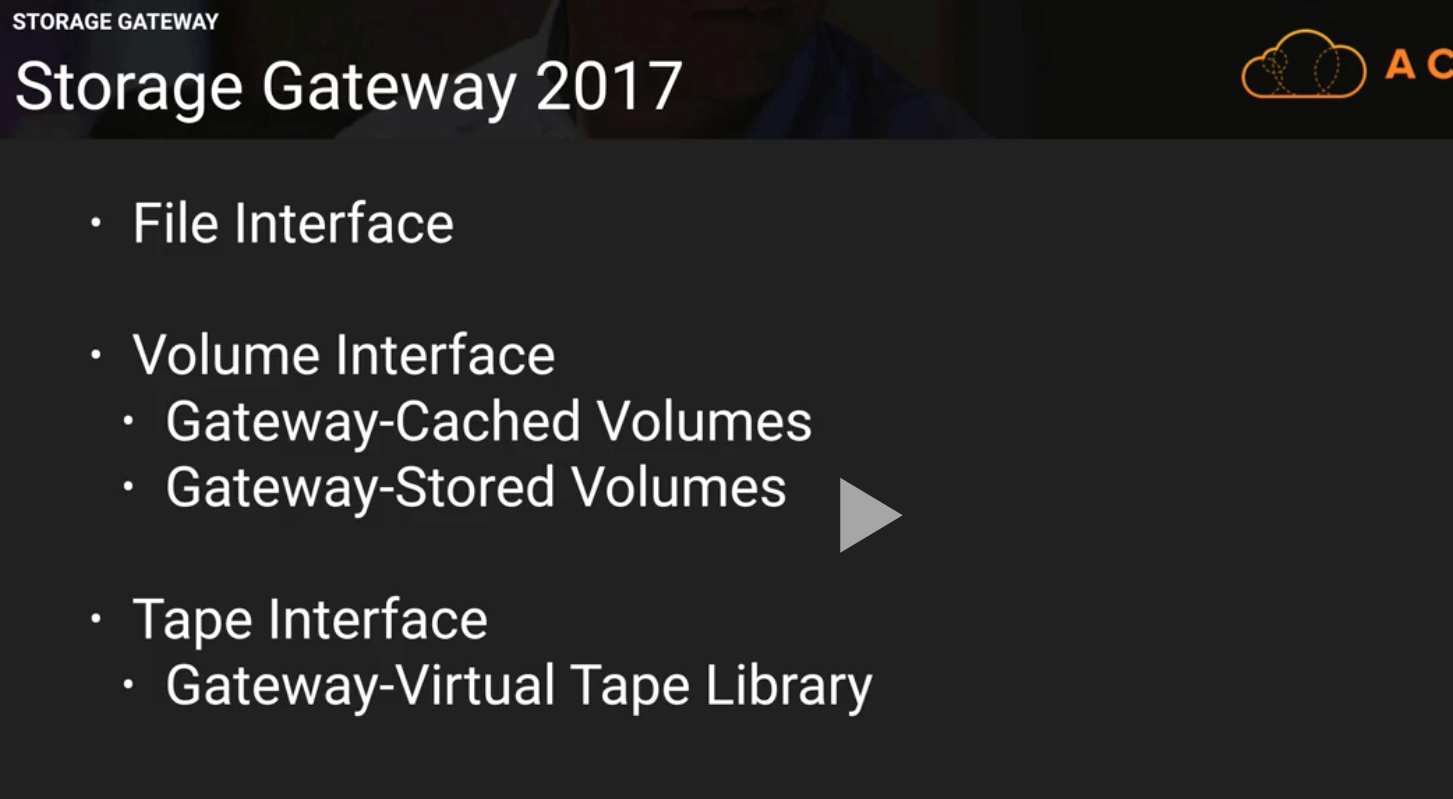 STORAGE GATEWAY
Storage Gateway 2017
A C
• File Interface
• Volume Interface
• Gateway-Cached Volumes
• Gateway-Stored Volumes
• Tape Interface
• Gateway-Virtual Tape Library